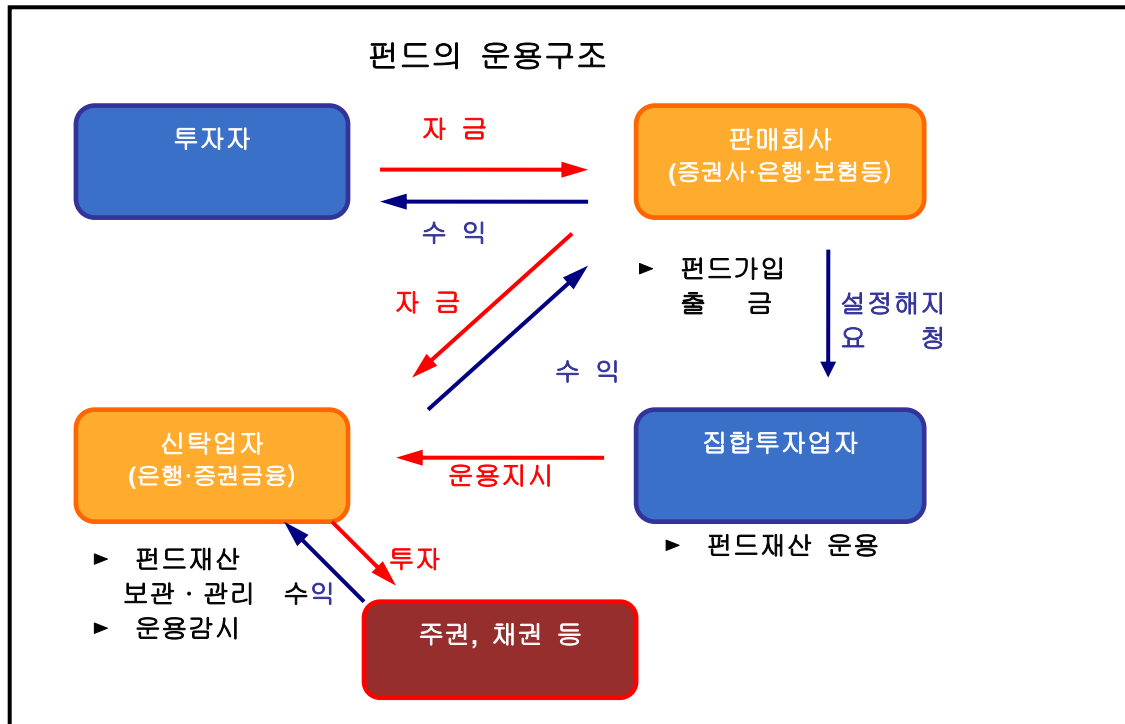 펀드의 운용구조
투자자
자 금
판매회사
(증권사·은행·보험등)
수 익
► 펀드가입
출 금
설정해지
요 청
자 금
수 익
신탁업자
(은행·증권금융)
운용지시
집합투자업자
► 펀드재산
보관 · 관리
► 운용감시
수익
투자
► 펀드재산 운용
주권, 채권 등